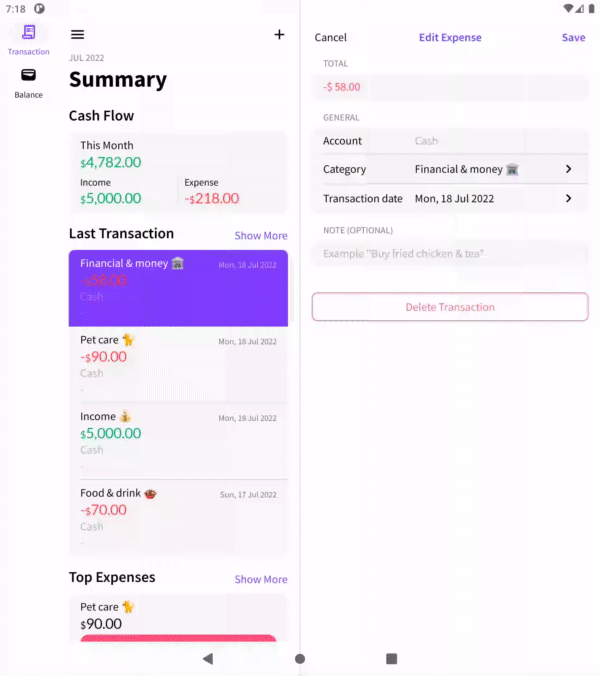 7:18
Transaction
Balance
JUL 2022
Summary
Cash Flow
This Month
$4,782.00
Income
Expense
$5,000.00
-$218.00
Last Transaction
Show More
Financial & money
Mon, 18 Jul 2022
-$58.00
Cash
-
Pet care
Mon, 18 Jul 2022
-$90.00
Cash
-
Income
Mon, 18 Jul 2022
$5,000.00
Cash
-
Food & drink
Sun, 17 Jul 2022
-$70.00
Cash
-
Top Expenses
Show More
Pet care
$90.00
Cancel
Edit Expense
Save
TOTAL
-$ 58.00
GENERAL
Account
Cash
Category
Financial & money
Transaction date
Mon, 18 Jul 2022
NOTE (OPTIONAL)
Example "Buy fried chicken & tea"
Delete Transaction